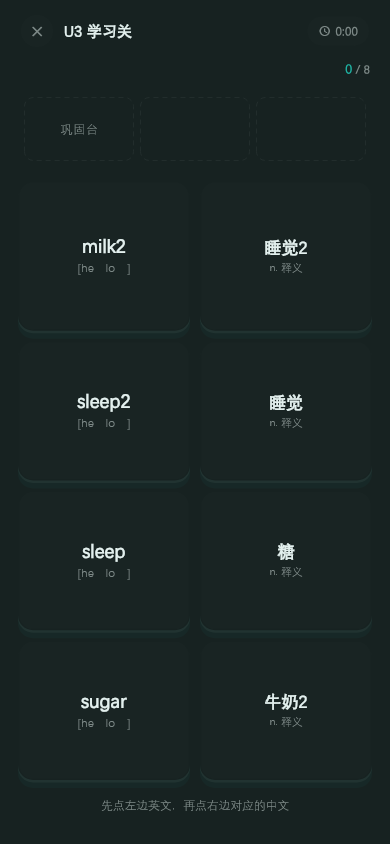 U3 学习关
0:00
0 / 8
巩固台
milk2
[he lo ]
睡觉2
n. 释义
sleep2
[he lo ]
睡觉
n. 释义
sleep
[he lo ]
糖
n. 释义
sugar
[he lo ]
牛奶2
n. 释义
先点左边英文，再点右边对应的中文